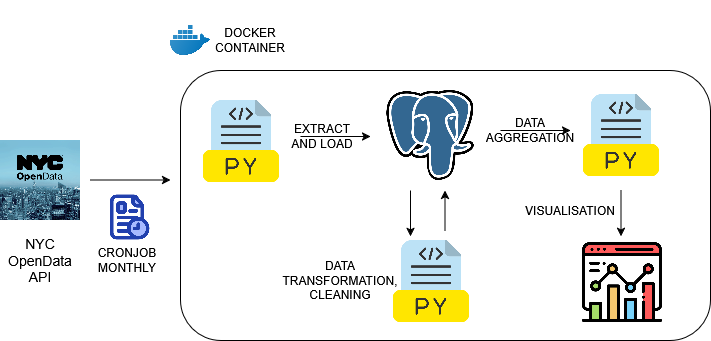 DOCKER
CONTAINER
</>
PY
EXTRACT
AND LOAD
DATA
AGGREGATION
</>
PY
NYC
OpenData
NYC
OpenData
API
CRONJOB
MONTHLY
VISUALISATION
</>
PY
DATA
TRANSFORMATION,
CLEANING